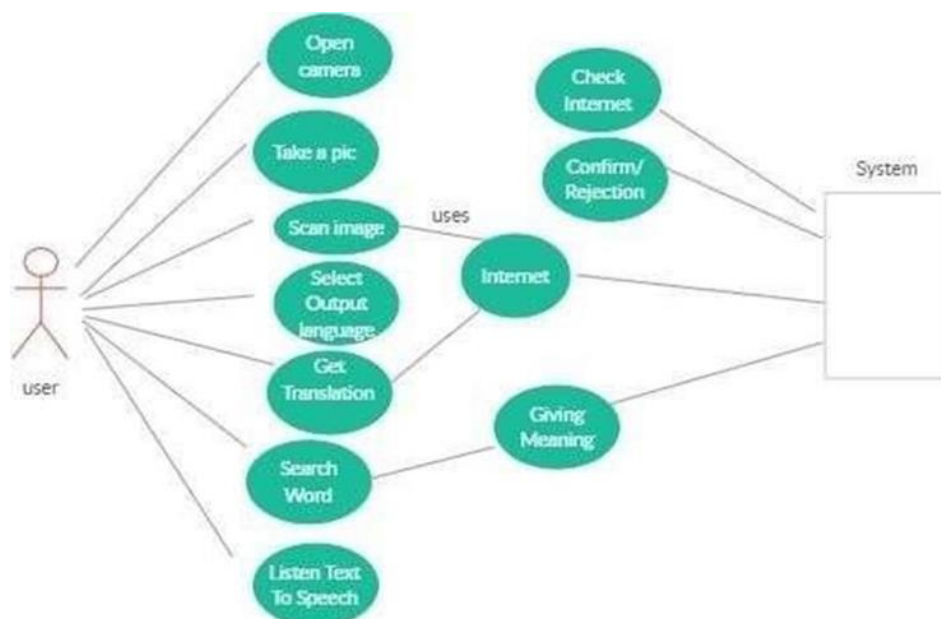 Open
camera
Take a pic
Scan image
Select
Output
language
Get
Translation
Search
Word
Listen Text
To Speech
user
uses
Internet
Giving
Meaning
Check
Internet
Confirm/
Rejection
System